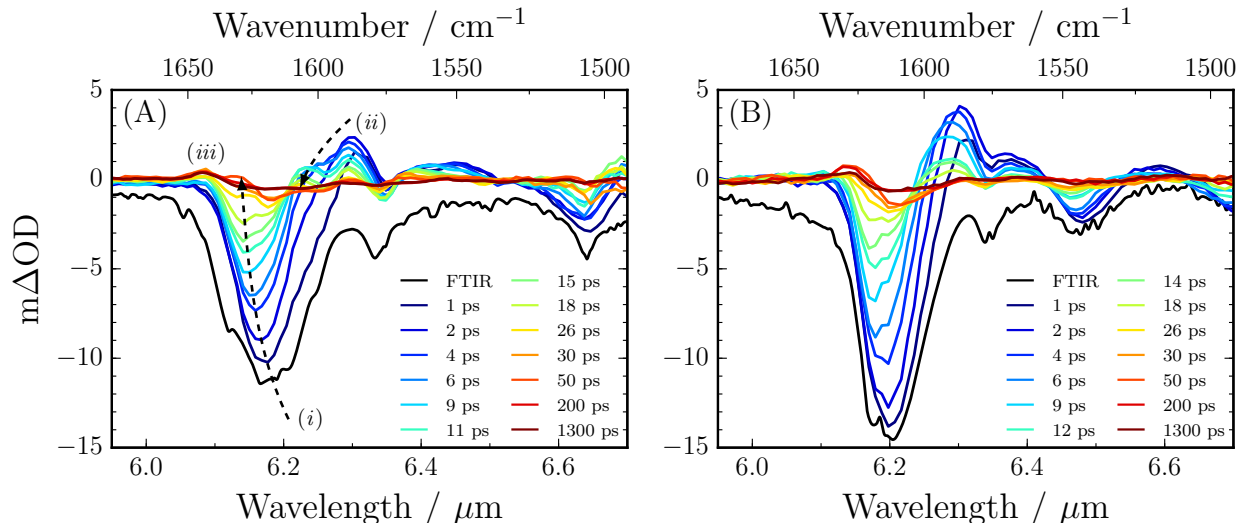 Wavenumber / cm⁻¹
1650 1600 1550 1500
(A)
(ii)
(iii)
(i)
5
0
−5
−10
−15
mΔOD
FTIR 15 ps
1 ps 18 ps
2 ps 26 ps
4 ps 30 ps
6 ps 50 ps
9 ps 200 ps
11 ps 1300 ps
6.0 6.2 6.4 6.6
Wavelength / μm
Wavenumber / cm⁻¹
1650 1600 1550 1500
(B)
5
0
−5
−10
−15
FTIR 14 ps
1 ps 18 ps
2 ps 26 ps
4 ps 30 ps
6 ps 50 ps
9 ps 200 ps
12 ps 1300 ps
6.0 6.2 6.4 6.6
Wavelength / μm